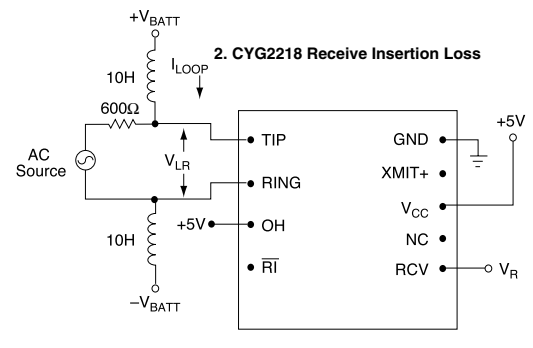 +VBATT
2. CYG2218 Receive Insertion Loss
ILOOP
10H
600Ω
+5V
TIP
GND
AC
Source
VLR
XMIT+
RING
VCC
+5V
OH
NC
10H
RI
RCV
VR
−VBATT